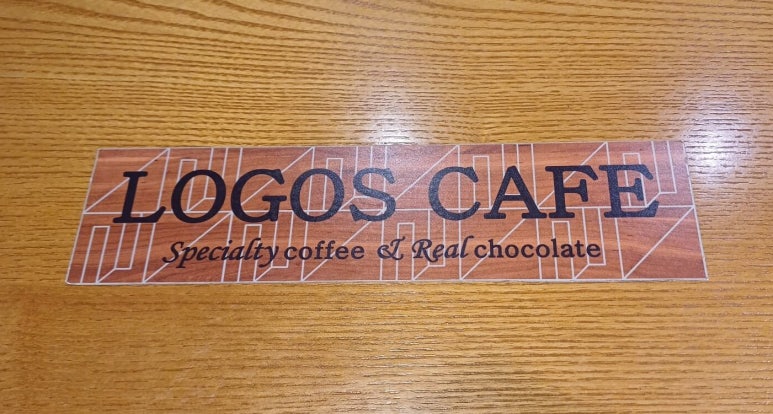 LOGOS CAFE
Specialty coffee & Real chocolate